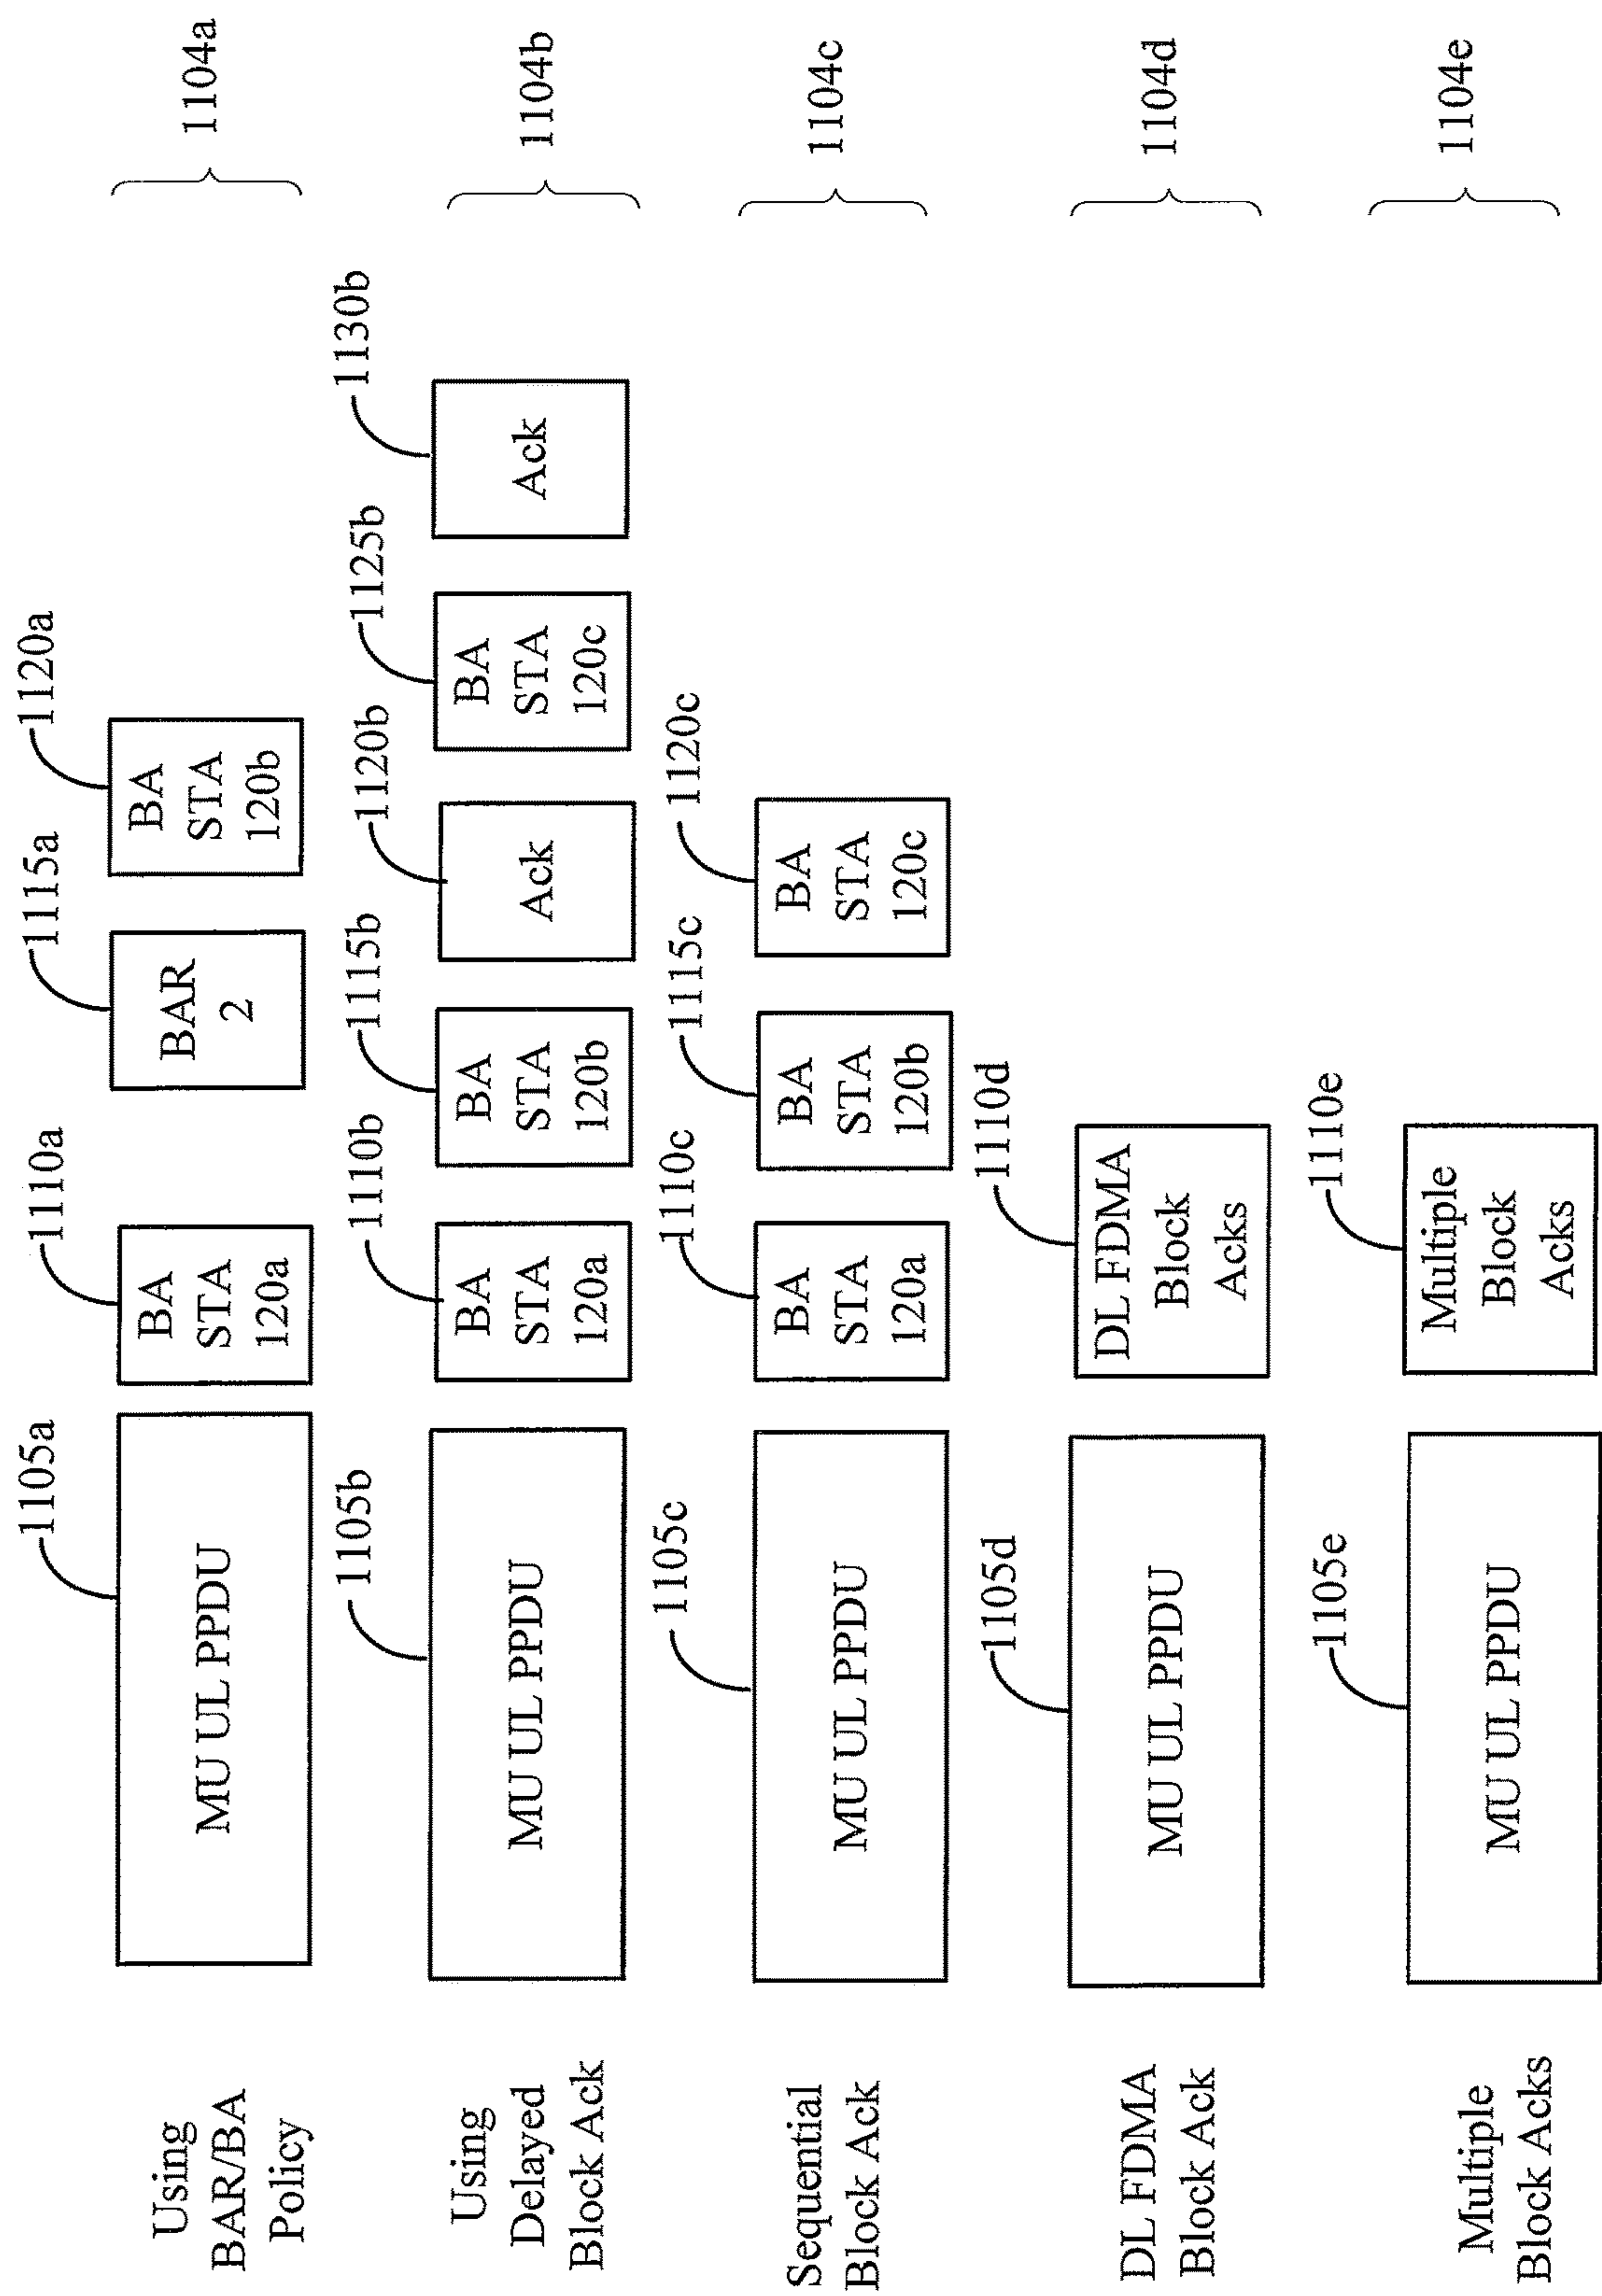 Using
BAR/BA
Policy
1105a
MU UL PPDU
1110a
BA
STA
120a
1115a
BAR
2
1120a
BA
STA
120b
1104a
Using
Delayed
Block Ack
1105b
MU UL PPDU
1110b
BA
STA
120a
1115b
BA
STA
120b
1120b
Ack
1125b
BA
STA
120c
1130b
Ack
1104b
Sequential
Block Ack
1105c
MU UL PPDU
1110c
BA
STA
120a
1115c
BA
STA
120b
1120c
BA
STA
120c
1104c
DL FDMA
Block Ack
1105d
MU UL PPDU
1110d
DL FDMA
Block
Acks
1104d
Multiple
Block Acks
1105e
MU UL PPDU
1110e
Multiple
Block
Acks
1104e